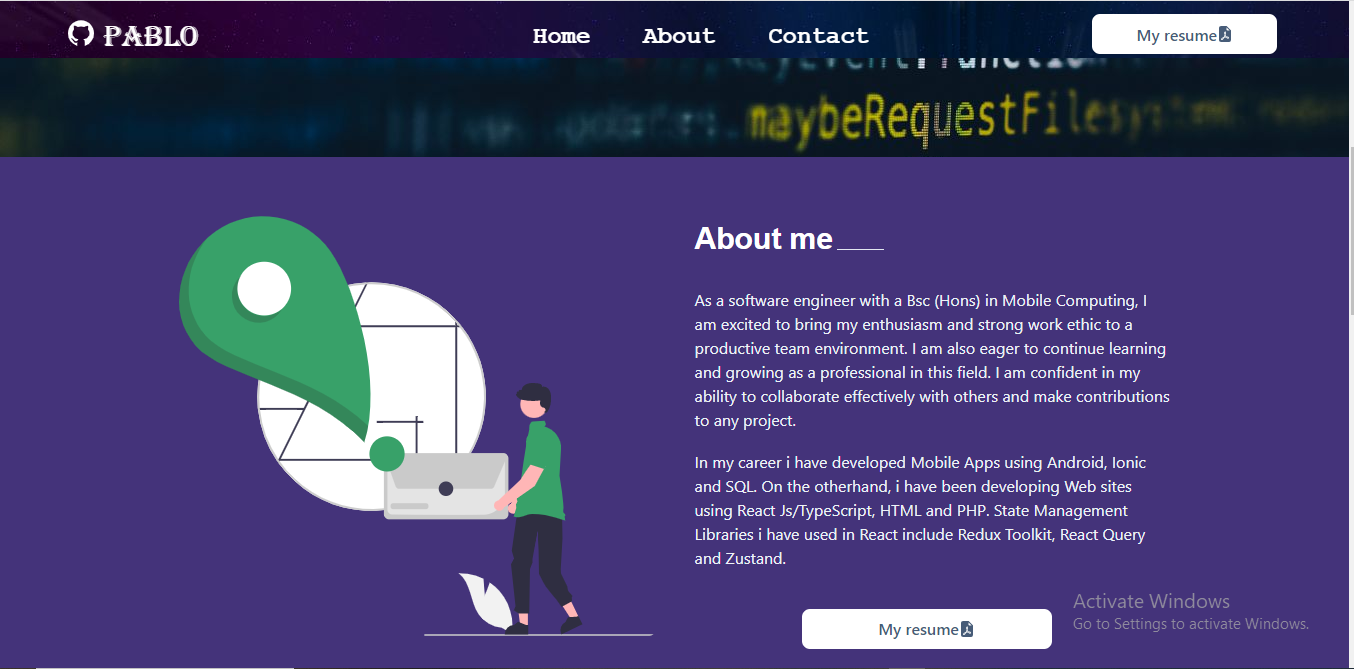 PABLO
Home About Contact
My resume
maybeRequestFilesystem
About me
As a software engineer with a Bsc (Hons) in Mobile Computing, I
am excited to bring my enthusiasm and strong work ethic to a
productive team environment. I am also eager to continue learning
and growing as a professional in this field. I am confident in my
ability to collaborate effectively with others and make contributions
to any project.
In my career i have developed Mobile Apps using Android, Ionic
and SQL. On the otherhand, i have been developing Web sites
using React Js/TypeScript, HTML and PHP. State Management
Libraries i have used in React include Redux Toolkit, React Query
and Zustand.
My resume
Activate Windows
Go to Settings to activate Windows.